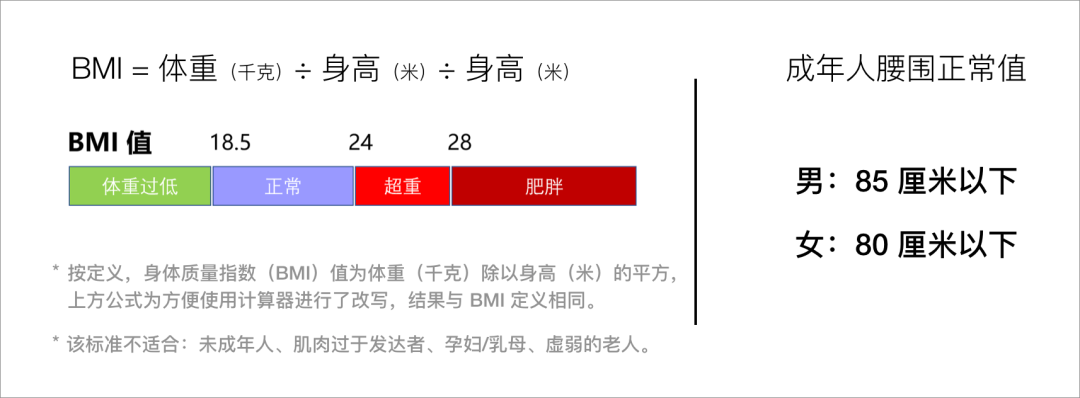 BMI = 体重（千克）÷ 身高（米）÷ 身高（米）
BMI 值 18.5 24 28
体重过低 正常 超重 肥胖
* 按定义，身体质量指数（BMI）值为体重（千克）除以身高（米）的平方，
上方公式为方便使用计算器进行了改写，结果与 BMI 定义相同。
* 该标准不适合：未成年人、肌肉过于发达者、孕妇/乳母、虚弱的老人。
成年人腰围正常值
男：85 厘米以下
女：80 厘米以下